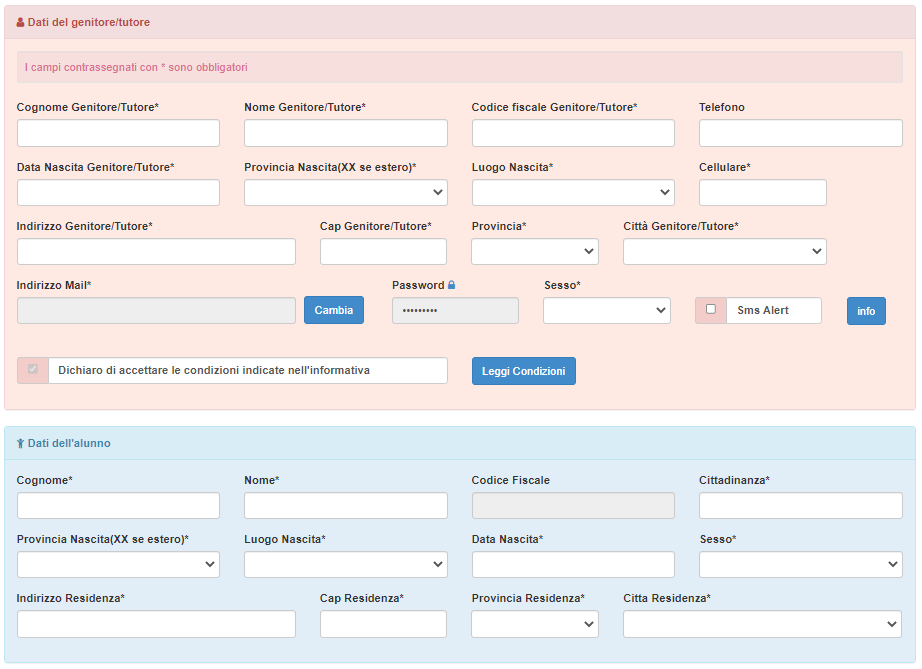 Dati del genitore/tutore
I campi contrassegnati con * sono obbligatori
Cognome Genitore/Tutore* Nome Genitore/Tutore* Codice fiscale Genitore/Tutore* Telefono
Data Nascita Genitore/Tutore* Provincia Nascita(XX se estero)* Luogo Nascita* Cellulare*
Indirizzo Genitore/Tutore* Cap Genitore/Tutore* Provincia* Città Genitore/Tutore*
Indirizzo Mail* Password Sesso*
Cambia ••••••••• Sms Alert info
Dichiaro di accettare le condizioni indicate nell'informativa Leggi Condizioni
Dati dell'alunno
Cognome* Nome* Codice Fiscale Cittadinanza*
Provincia Nascita(XX se estero)* Luogo Nascita* Data Nascita* Sesso*
Indirizzo Residenza* Cap Residenza* Provincia Residenza* Citta Residenza*